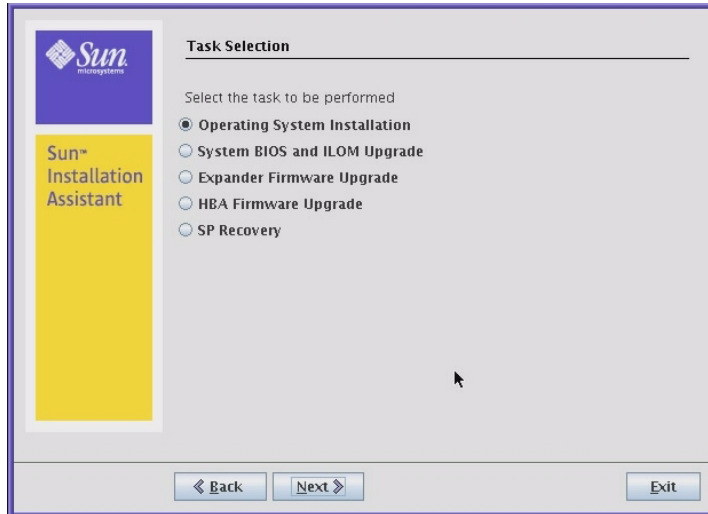 Sun
microsystems
Sun™
Installation
Assistant
Task Selection
Select the task to be performed
Operating System Installation
System BIOS and ILOM Upgrade
Expander Firmware Upgrade
HBA Firmware Upgrade
SP Recovery
Back
Next
Exit